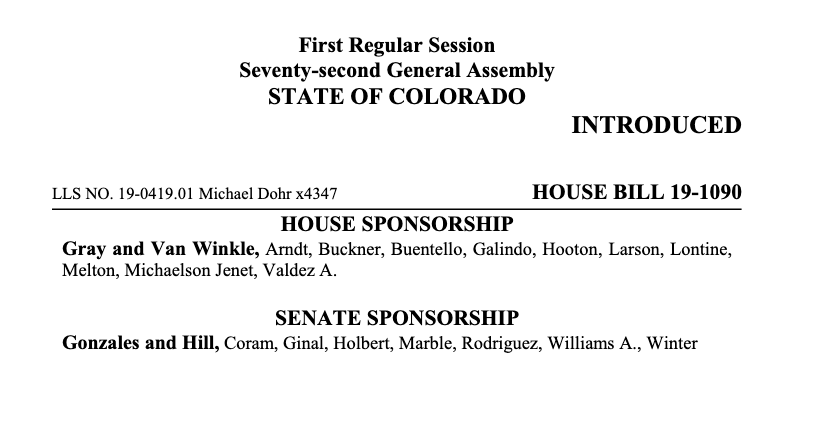 First Regular Session
Seventy-second General Assembly
STATE OF COLORADO
INTRODUCED
LLS NO. 19-0419.01 Michael Dohr x4347 HOUSE BILL 19-1090
HOUSE SPONSORSHIP
Gray and Van Winkle, Arndt, Buckner, Buentello, Galindo, Hooton, Larson, Lontine,
Melton, Michaelson Jenet, Valdez A.
SENATE SPONSORSHIP
Gonzales and Hill, Coram, Ginal, Holbert, Marble, Rodriguez, Williams A., Winter